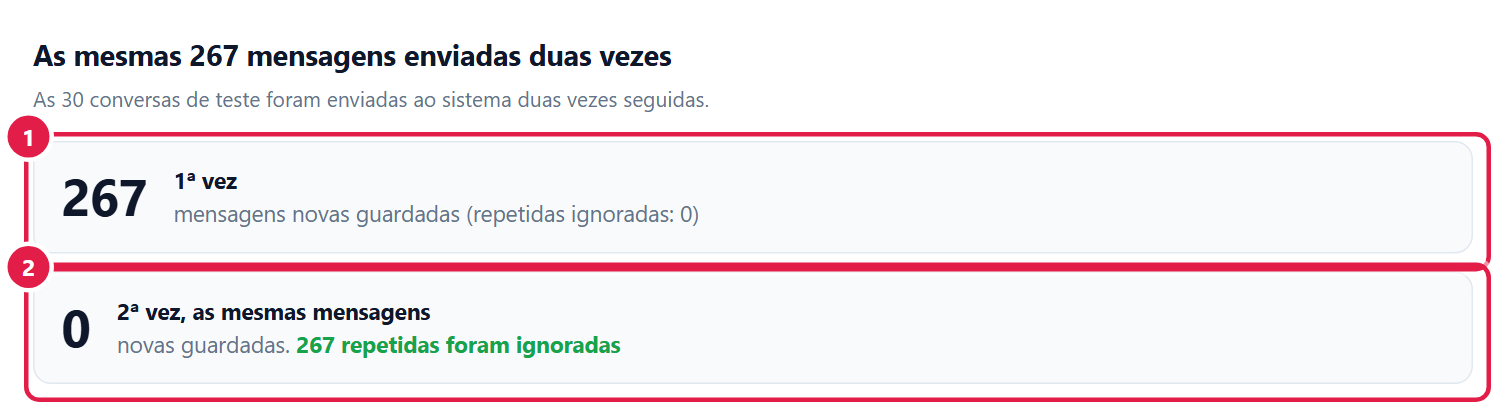 As mesmas 267 mensagens enviadas duas vezes
As 30 conversas de teste foram enviadas ao sistema duas vezes seguidas.
1
267
1ª vez
mensagens novas guardadas (repetidas ignoradas: 0)
2
0
2ª vez, as mesmas mensagens
novas guardadas. 267 repetidas foram ignoradas